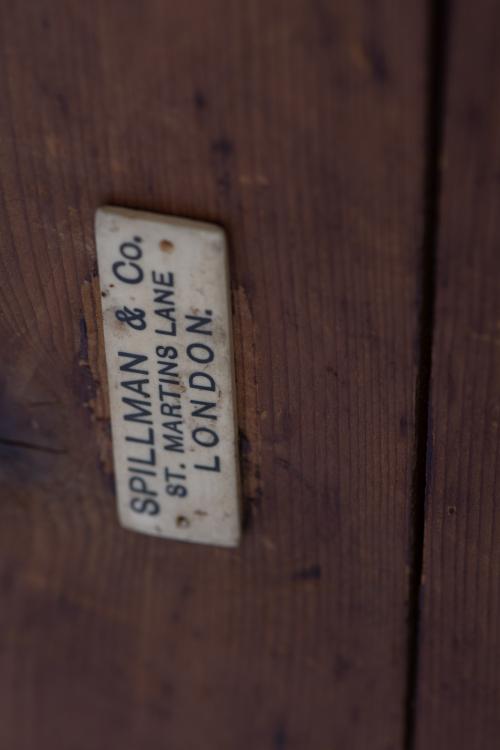 SPILLMAN & Co.
ST. MARTINS LANE
LONDON.